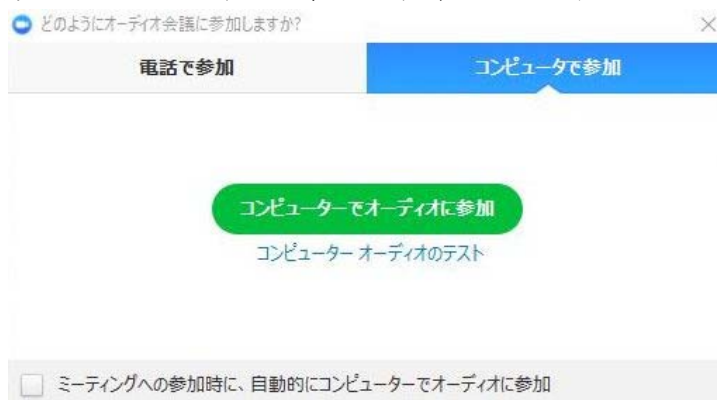 どのようにオーディオ会議に参加しますか?
電話で参加
コンピュータで参加
コンピューターでオーディオに参加
コンピューター オーディオのテスト
ミーティングへの参加時に、自動的にコンピューターでオーディオに参加